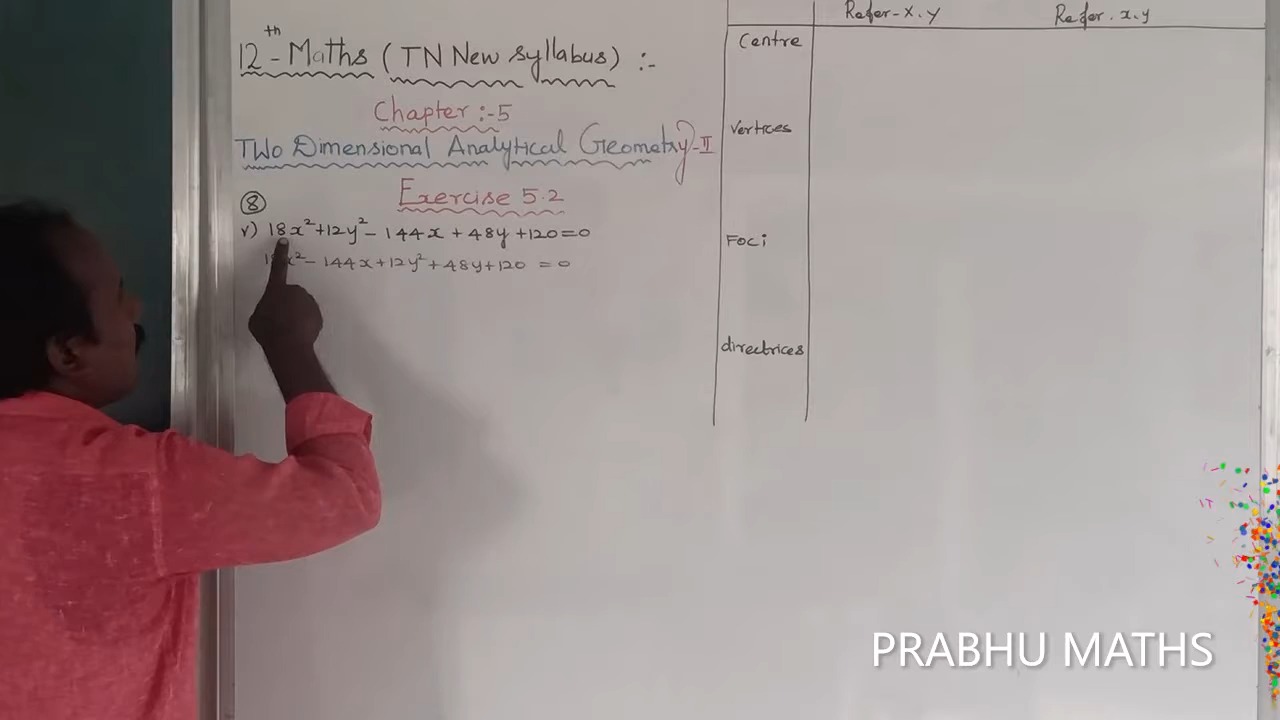 12th - Maths ( TN New syllabus) :-
Chapter :- 5
TWo Dimensional Analytical Geometry - II
Exercise 5.2
8
v) 18x² + 12y² - 144x + 48y + 120 = 0
18x² - 144x + 12y² + 48y + 120 = 0
Refer - X. Y Refer. x. y
Centre
Vertices
Foci
directrices
PRABHU MATHS